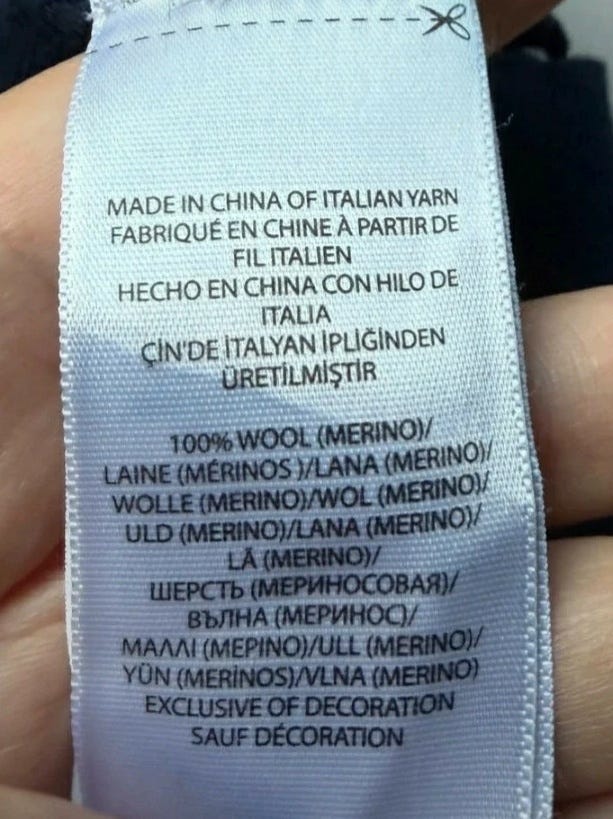 MADE IN CHINA OF ITALIAN YARN
FABRIQUÉ EN CHINE À PARTIR DE
FIL ITALIEN
HECHO EN CHINA CON HILO DE
ITALIA
ÇİN'DE İTALYAN İPLİĞİNDEN
ÜRETİLMİŞTİR
100% WOOL (MERINO)/
LAINE (MÉRINOS )/LANA (MERINO)/
WOLLE (MERINO)/WOL (MERINO)/
ULD (MERINO)/LANA (MERINO)/
LÃ (MERINO)/
ШЕРСТЬ (МЕРИНОСОВАЯ)/
ВЪЛНА (МЕРИНОС)/
ΜΑΛΛΙ (ΜΕΡΙΝΟ)/ULL (MERINO)/
YÜN (MERİNOS)/VLNA (MERINO)
EXCLUSIVE OF DECORATION
SAUF DÉCORATION